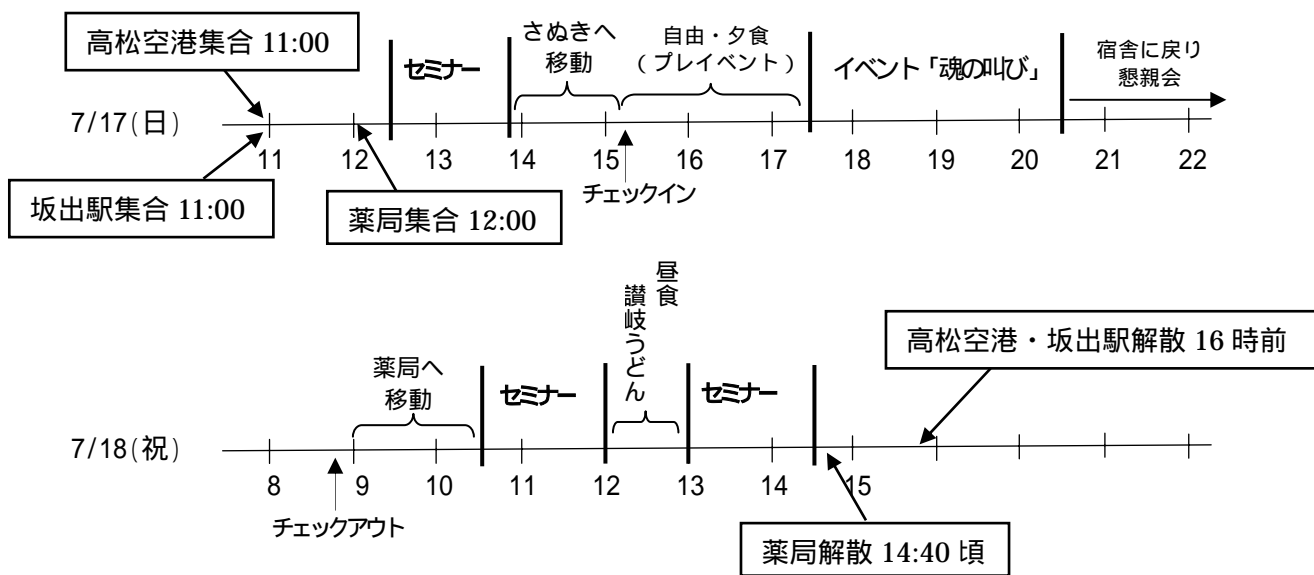 高松空港集合 11:00
セミナー
さぬきへ
移動
自由・夕食
(プレイベント)
イベント「魂の叫び」
宿舎に戻り
懇親会
7/17(日)
11 12 13 14 15 16 17 18 19 20 21 22
チェックイン
坂出駅集合 11:00
薬局集合 12:00
昼食
讃岐うどん
高松空港・坂出駅解散 16 時前
薬局へ
移動
セミナー
セミナー
7/18(祝)
8 9 10 11 12 13 14 15
チェックアウト
薬局解散 14:40 頃